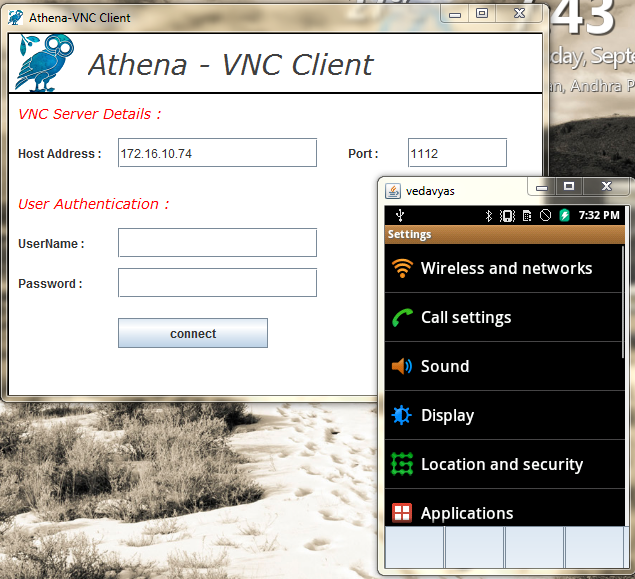 Athena-VNC Client
Athena - VNC Client
VNC Server Details :
Host Address :
172.16.10.74
Port :
1112
User Authentication :
UserName :
Password :
connect
:43
day, Septe
an, Andhra P
vedavyas
7:32 PM
Settings
Wireless and networks
Call settings
Sound
Display
Location and security
Applications